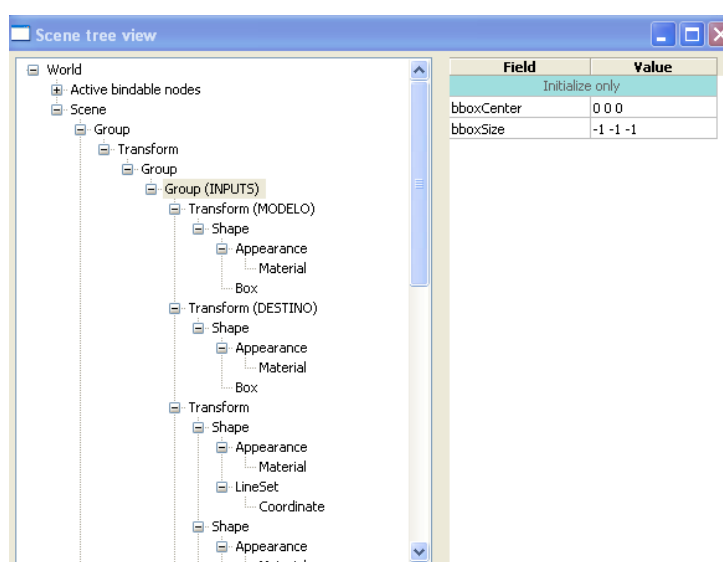 Scene tree view
World
Active bindable nodes
Scene
Group
Transform
Group
Group (INPUTS)
Transform (MODELO)
Shape
Appearance
Material
Box
Transform (DESTINO)
Shape
Appearance
Material
Box
Transform
Shape
Appearance
Material
LineSet
Coordinate
Shape
Appearance
Field Value
Initialize only
bboxCenter 0 0 0
bboxSize -1 -1 -1